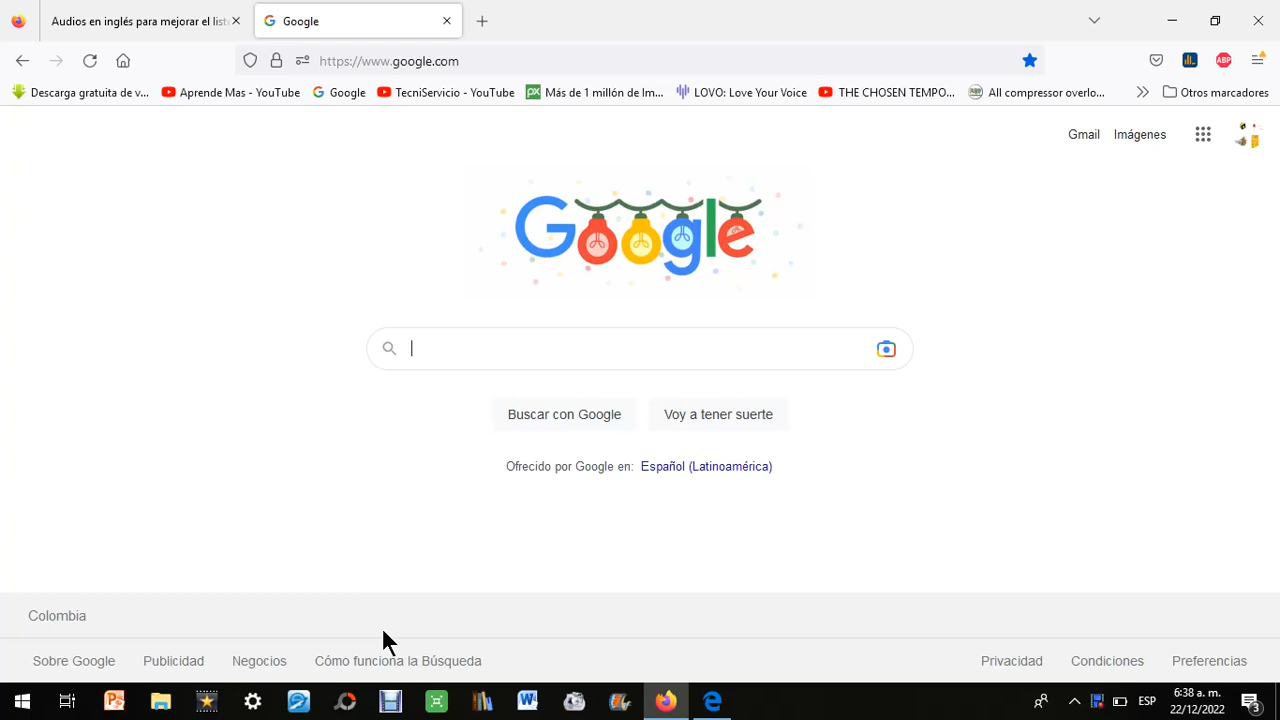 Audios en inglés para mejorar el list
Google
https://www.google.com
Descarga gratuita de v...
Aprende Mas - YouTube
Google
TecniServicio - YouTube
Más de 1 millón de Im...
LOVO: Love Your Voice
THE CHOSEN TEMPO...
All compressor overlo...
Otros marcadores
ABP
px
Gmail
Imágenes
Google
Buscar con Google
Voy a tener suerte
Ofrecido por Google en: Español (Latinoamérica)
Colombia
Sobre Google
Publicidad
Negocios
Cómo funciona la Búsqueda
Privacidad
Condiciones
Preferencias
ESP
6:38 a. m.
22/12/2022
3